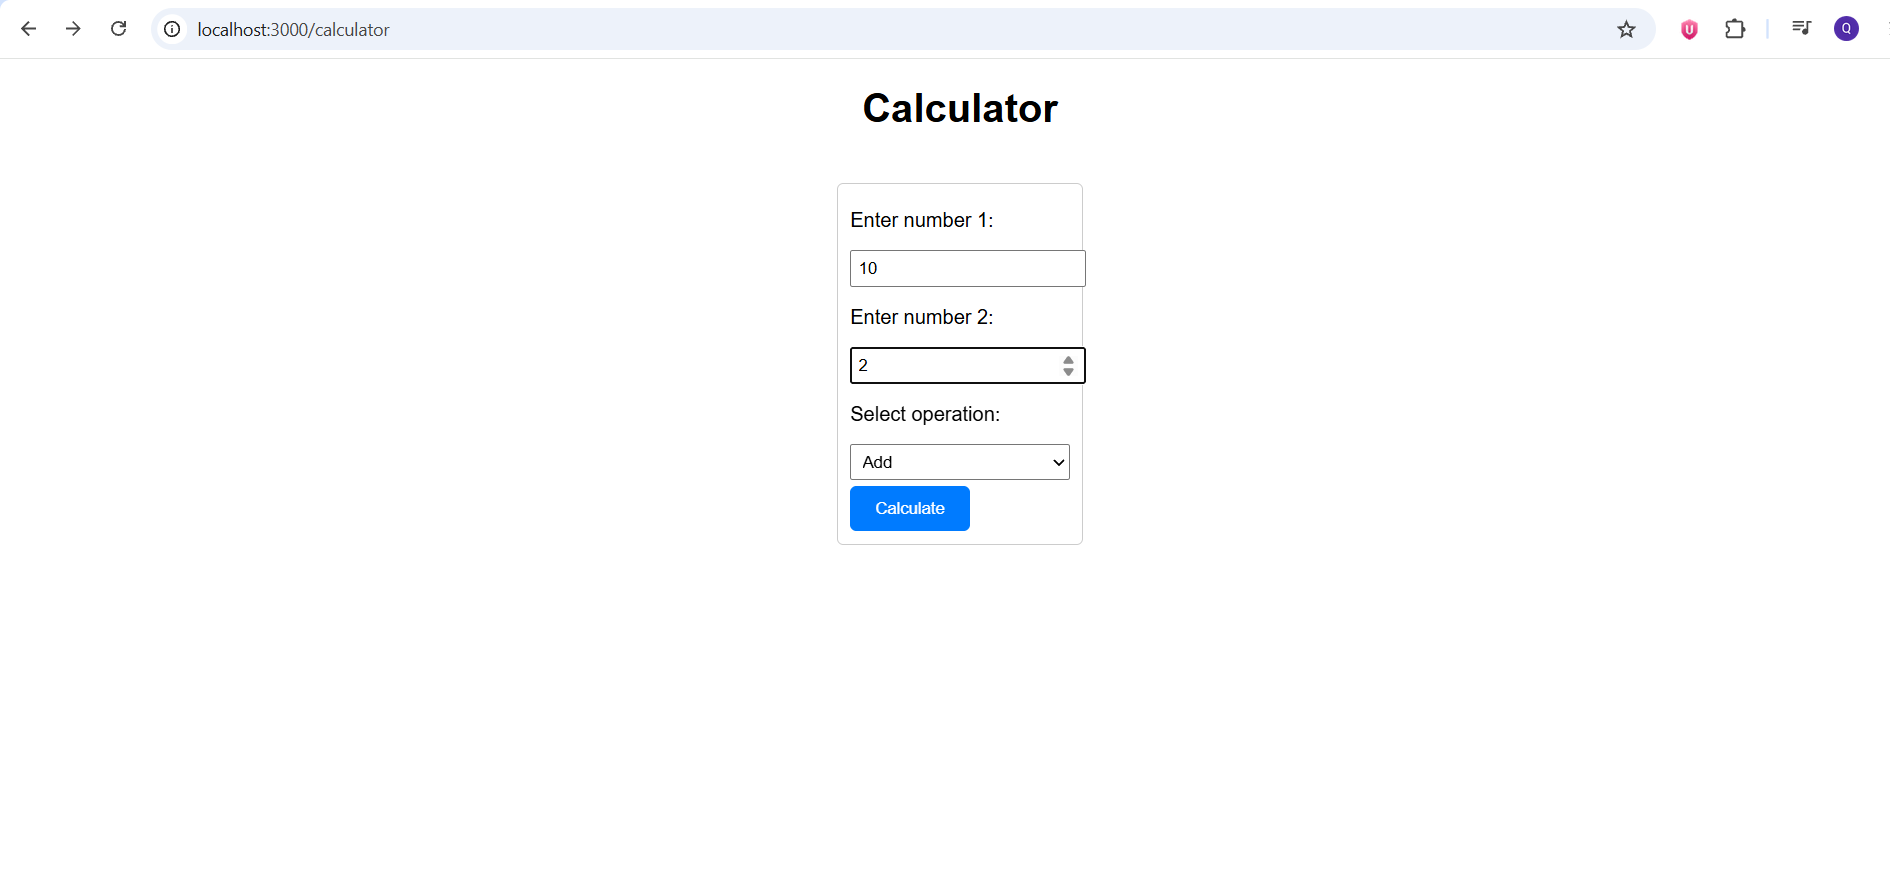 localhost:3000/calculator
U
Q
Calculator
Enter number 1:
10
Enter number 2:
2
Select operation:
Add
Calculate